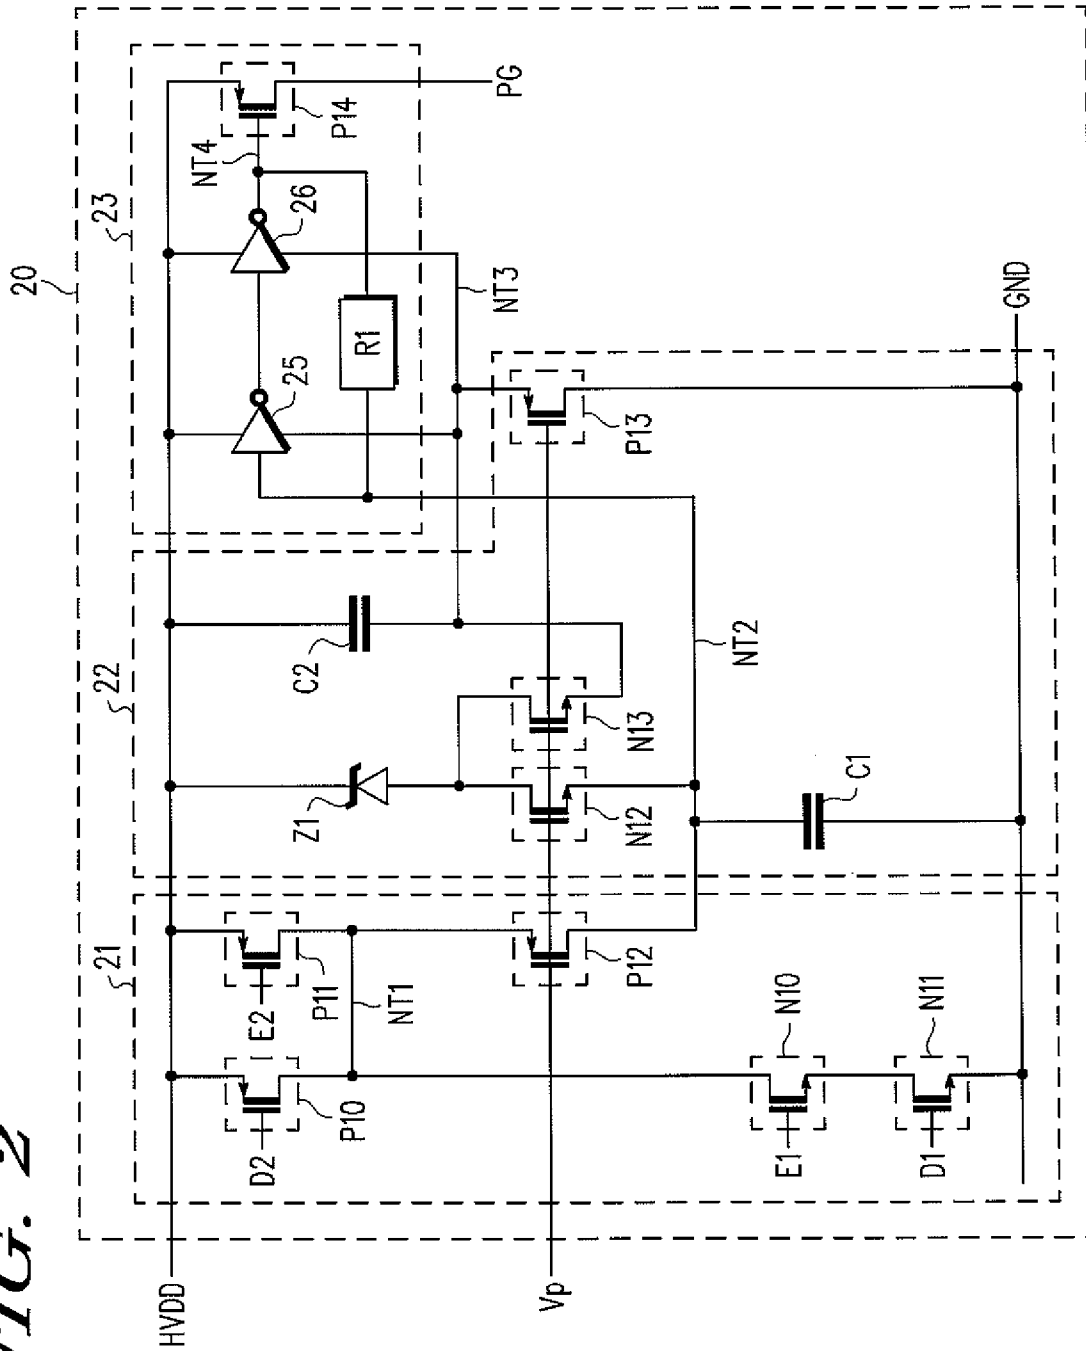 FIG. 2
20
21
22
23
HVDD
Vp
D2
P10
E2
P11
NT1
P12
E1
N10
D1
N11
Z1
N12
N13
C2
C1
NT2
25
26
R1
NT3
NT4
P13
P14
PG
GND